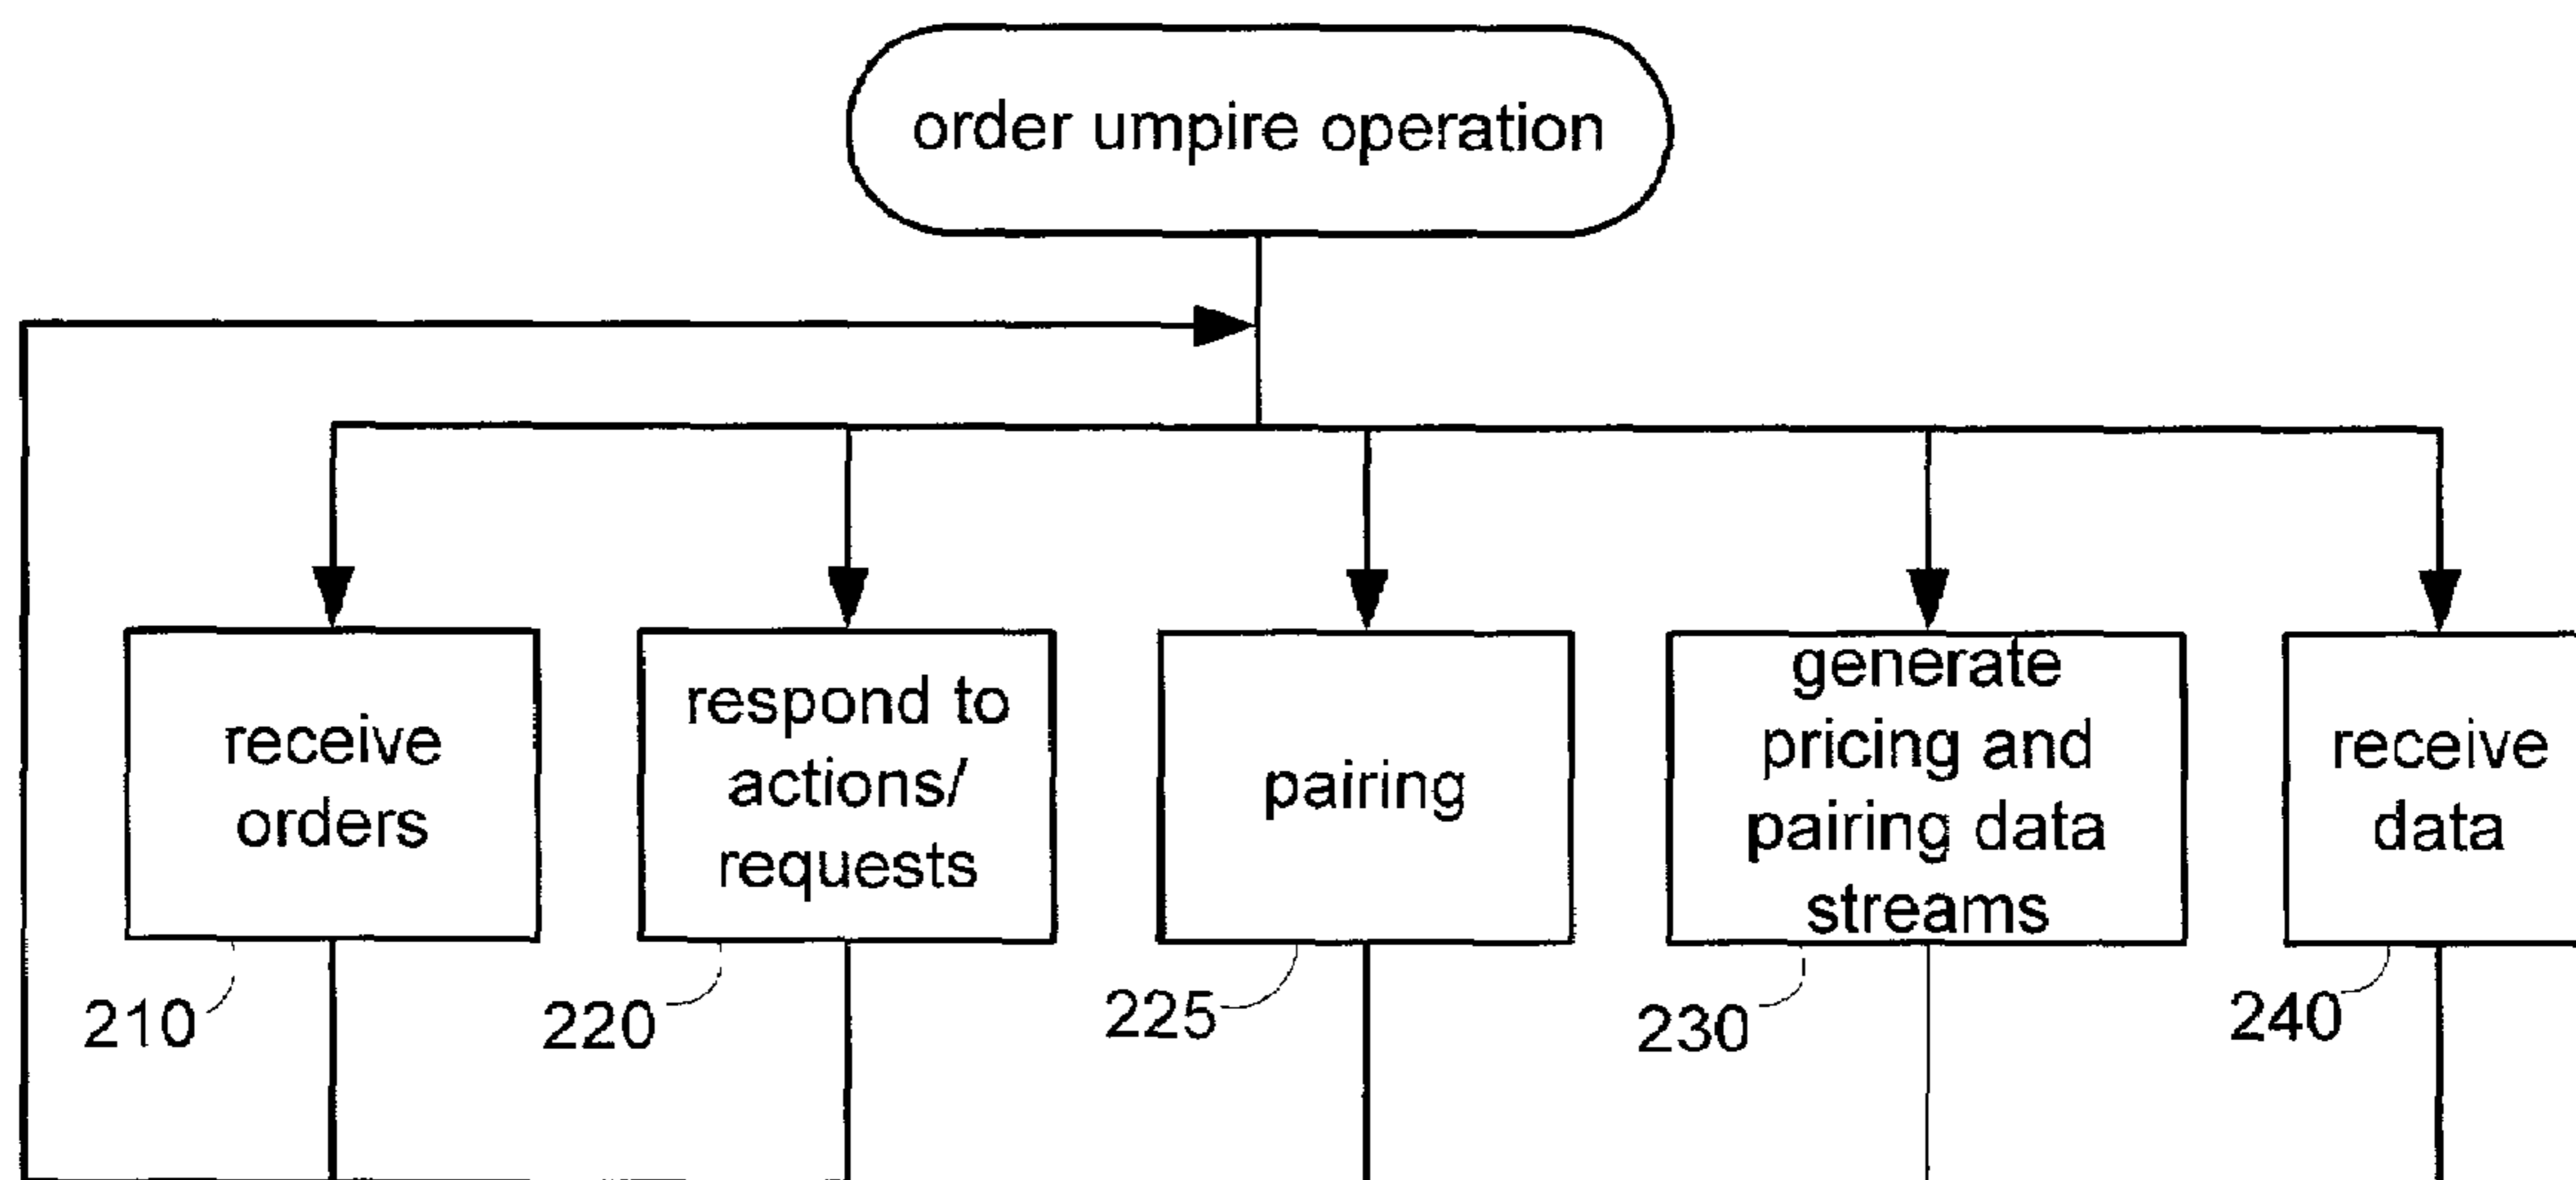 order umpire operation
receive
orders
210
respond to
actions/
requests
220
pairing
225
generate
pricing and
pairing data
streams
230
receive
data
240